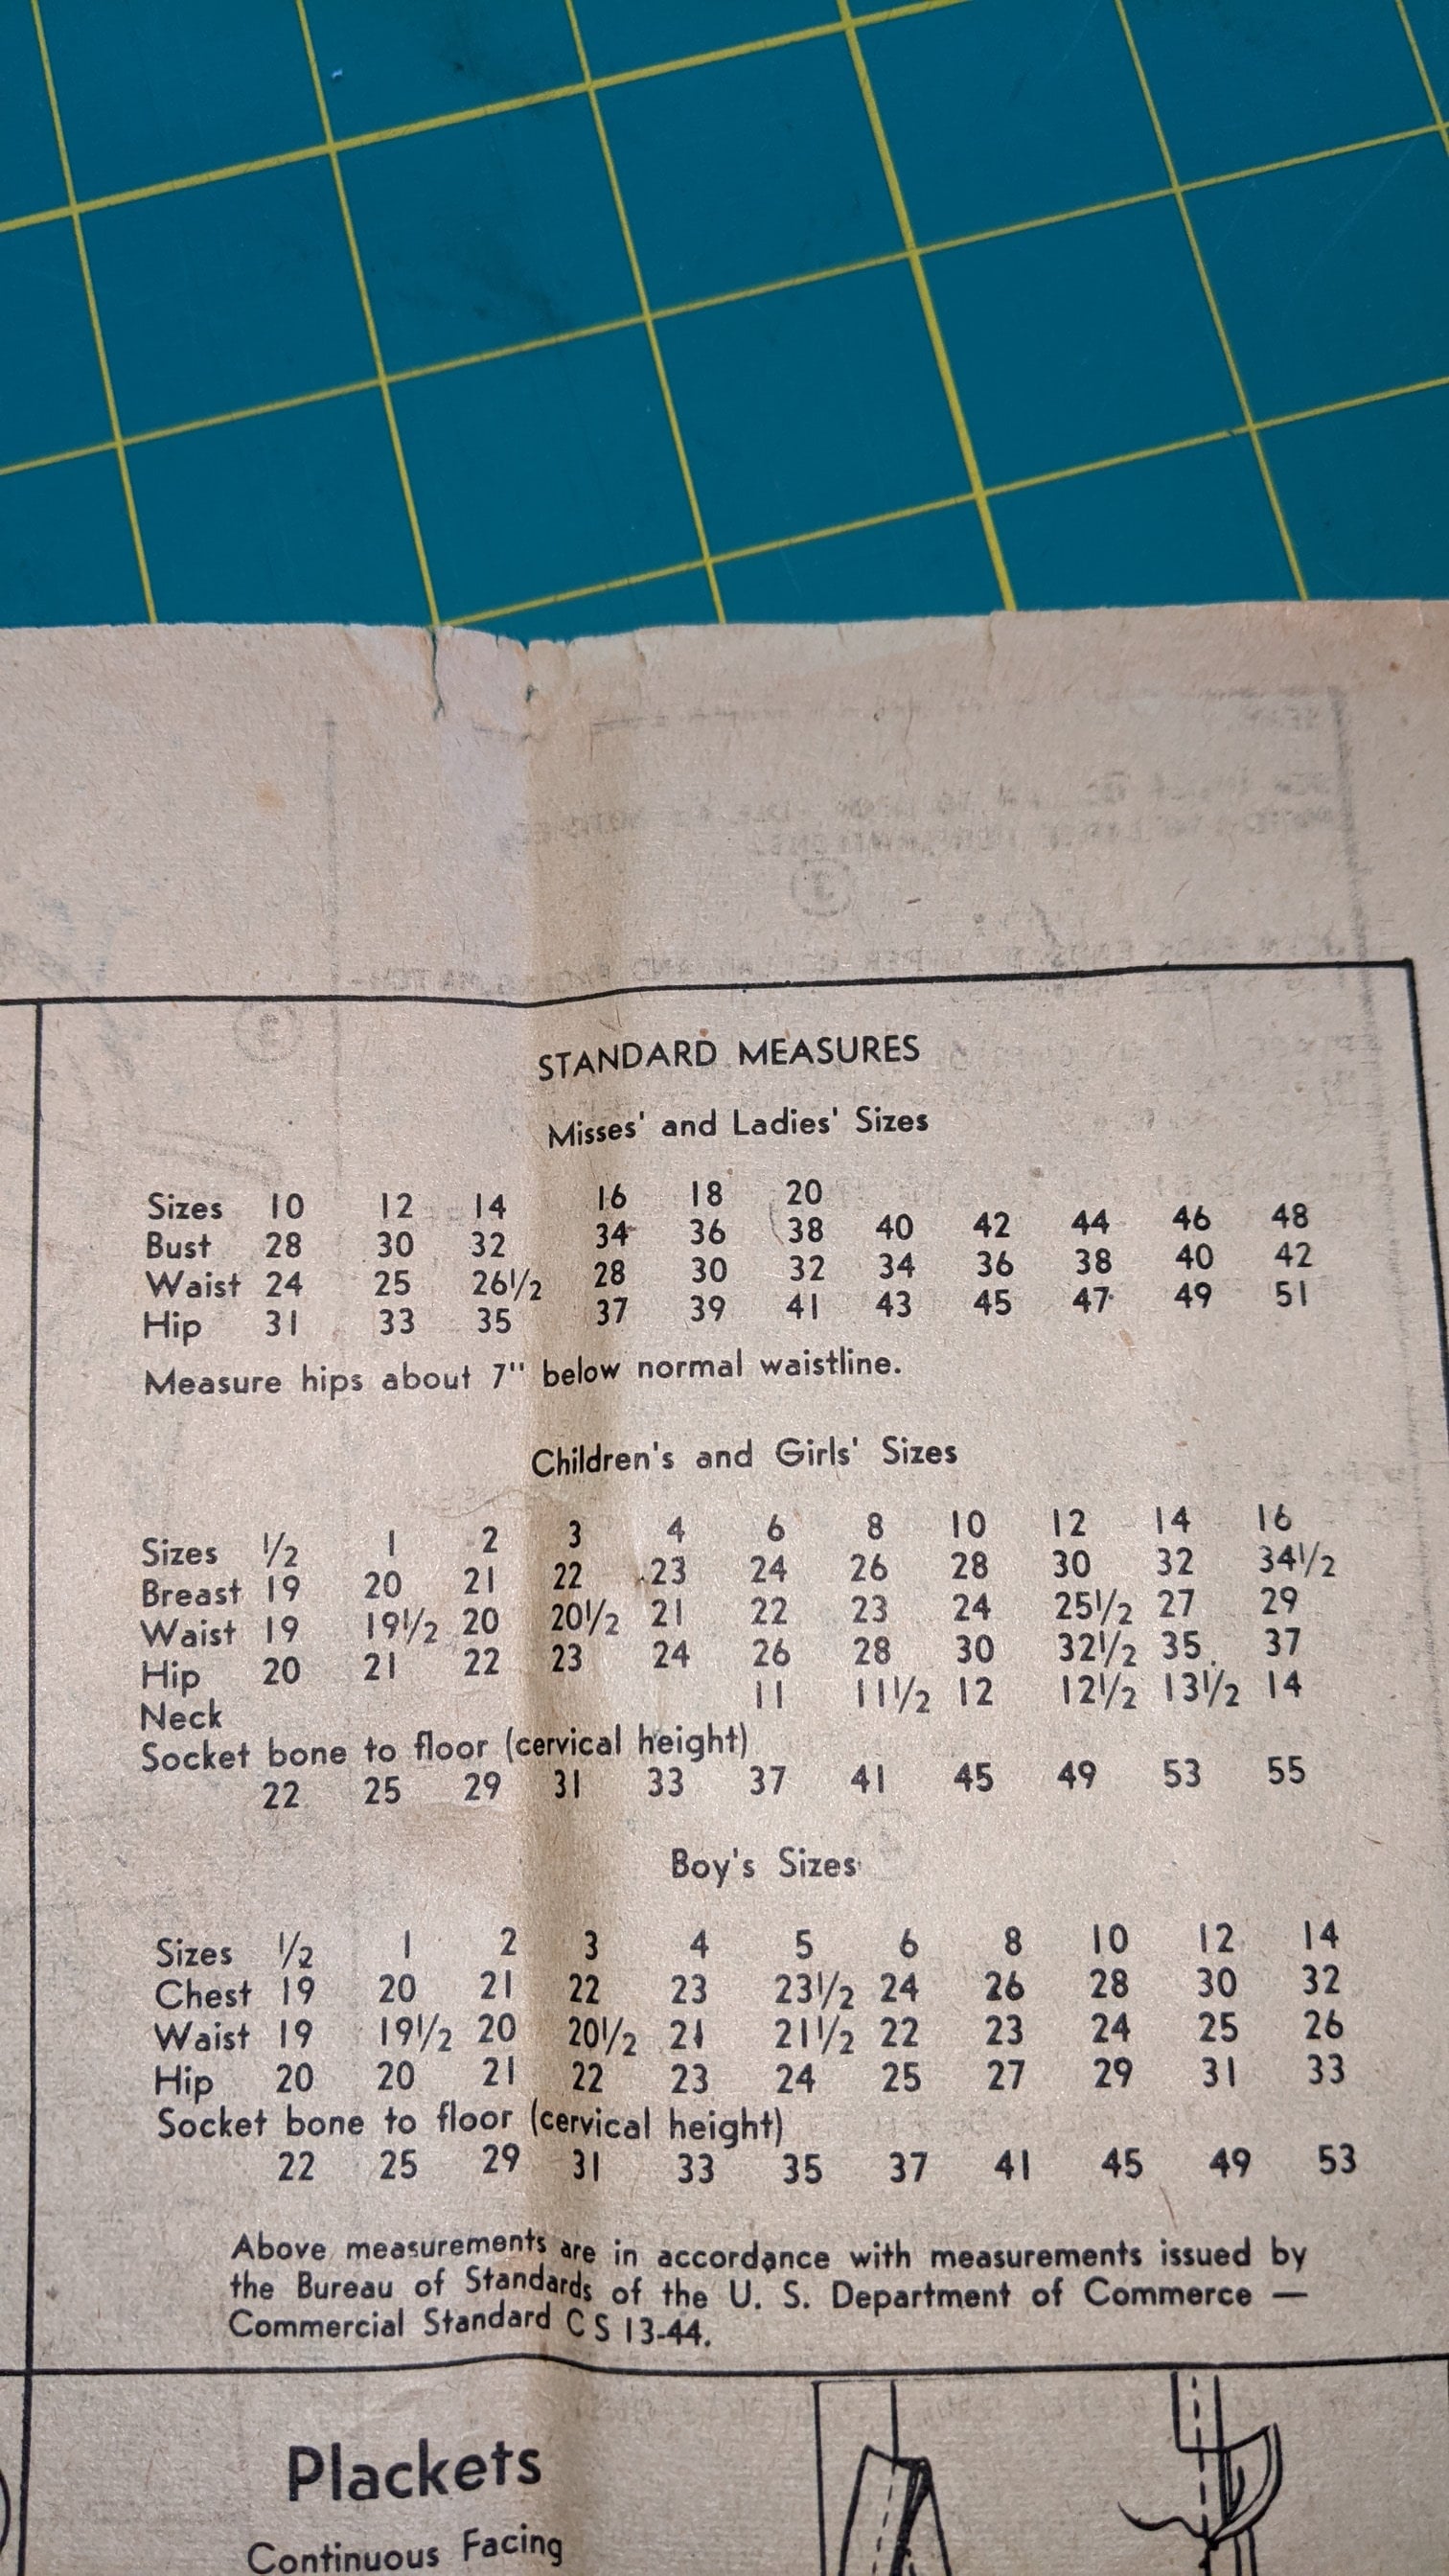 STANDARD MEASURES
Misses' and Ladies' Sizes
Sizes 10 12 14 16 18 20
Bust 28 30 32 34 36 38 40 42 44 46 48
Waist 24 25 26½ 28 30 32 34 36 38 40 42
Hip 31 33 35 37 39 41 43 45 47 49 51
Measure hips about 7" below normal waistline.
Children's and Girls' Sizes
Sizes ½ 1 2 3 4 6 8 10 12 14 16
Breast 19 20 21 22 23 24 26 28 30 32 34½
Waist 19 19½ 20 20½ 21 22 23 24 25½ 27 29
Hip 20 21 22 23 24 26 28 30 32½ 35 37
Neck 11 11½ 12 12½ 13½ 14
Socket bone to floor (cervical height)
22 25 29 31 33 37 41 45 49 53 55
Boy's Sizes
Sizes ½ 1 2 3 4 5 6 8 10 12 14
Chest 19 20 21 22 23 23½ 24 26 28 30 32
Waist 19 19½ 20 20½ 21 21½ 22 23 24 25 26
Hip 20 20 21 22 23 24 25 27 29 31 33
Socket bone to floor (cervical height)
22 25 29 31 33 35 37 41 45 49 53
Above measurements are in accordance with measurements issued by
the Bureau of Standards of the U. S. Department of Commerce —
Commercial Standard C S 13-44.
Plackets
Continuous Facing